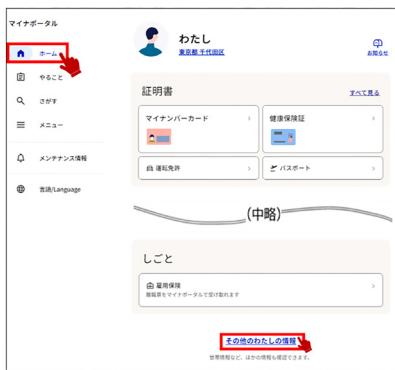 マイナポータル
ホーム
やること
さがす
メニュー
メンテナンス情報
言語/Language
わたし
東京都 千代田区
お知らせ
証明書
すべて見る
マイナンバーカード
健康保険証
運転免許
パスポート
(中略)
しごと
雇用保険
離職票をマイナポータルで受け取れます
その他のわたしの情報
世帯情報など、ほかの情報も確認できます。